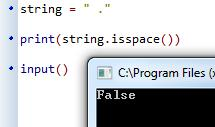 string = " ."
print(string.isspace())
input()
C:\Program Files (x
False